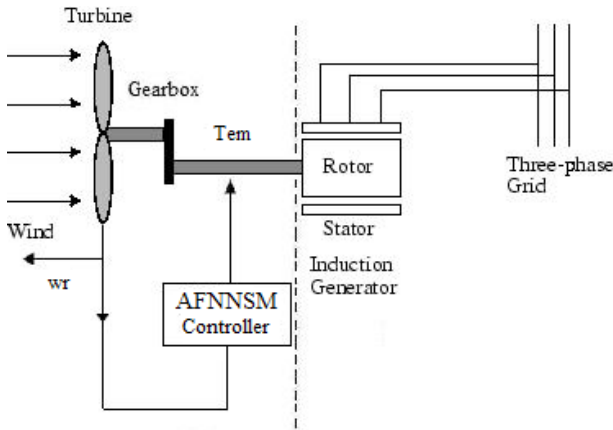 Turbine
Gearbox
Tem
Rotor
Three-phase
Grid
Stator
Wind
wr
Induction
Generator
AFNNSM
Controller